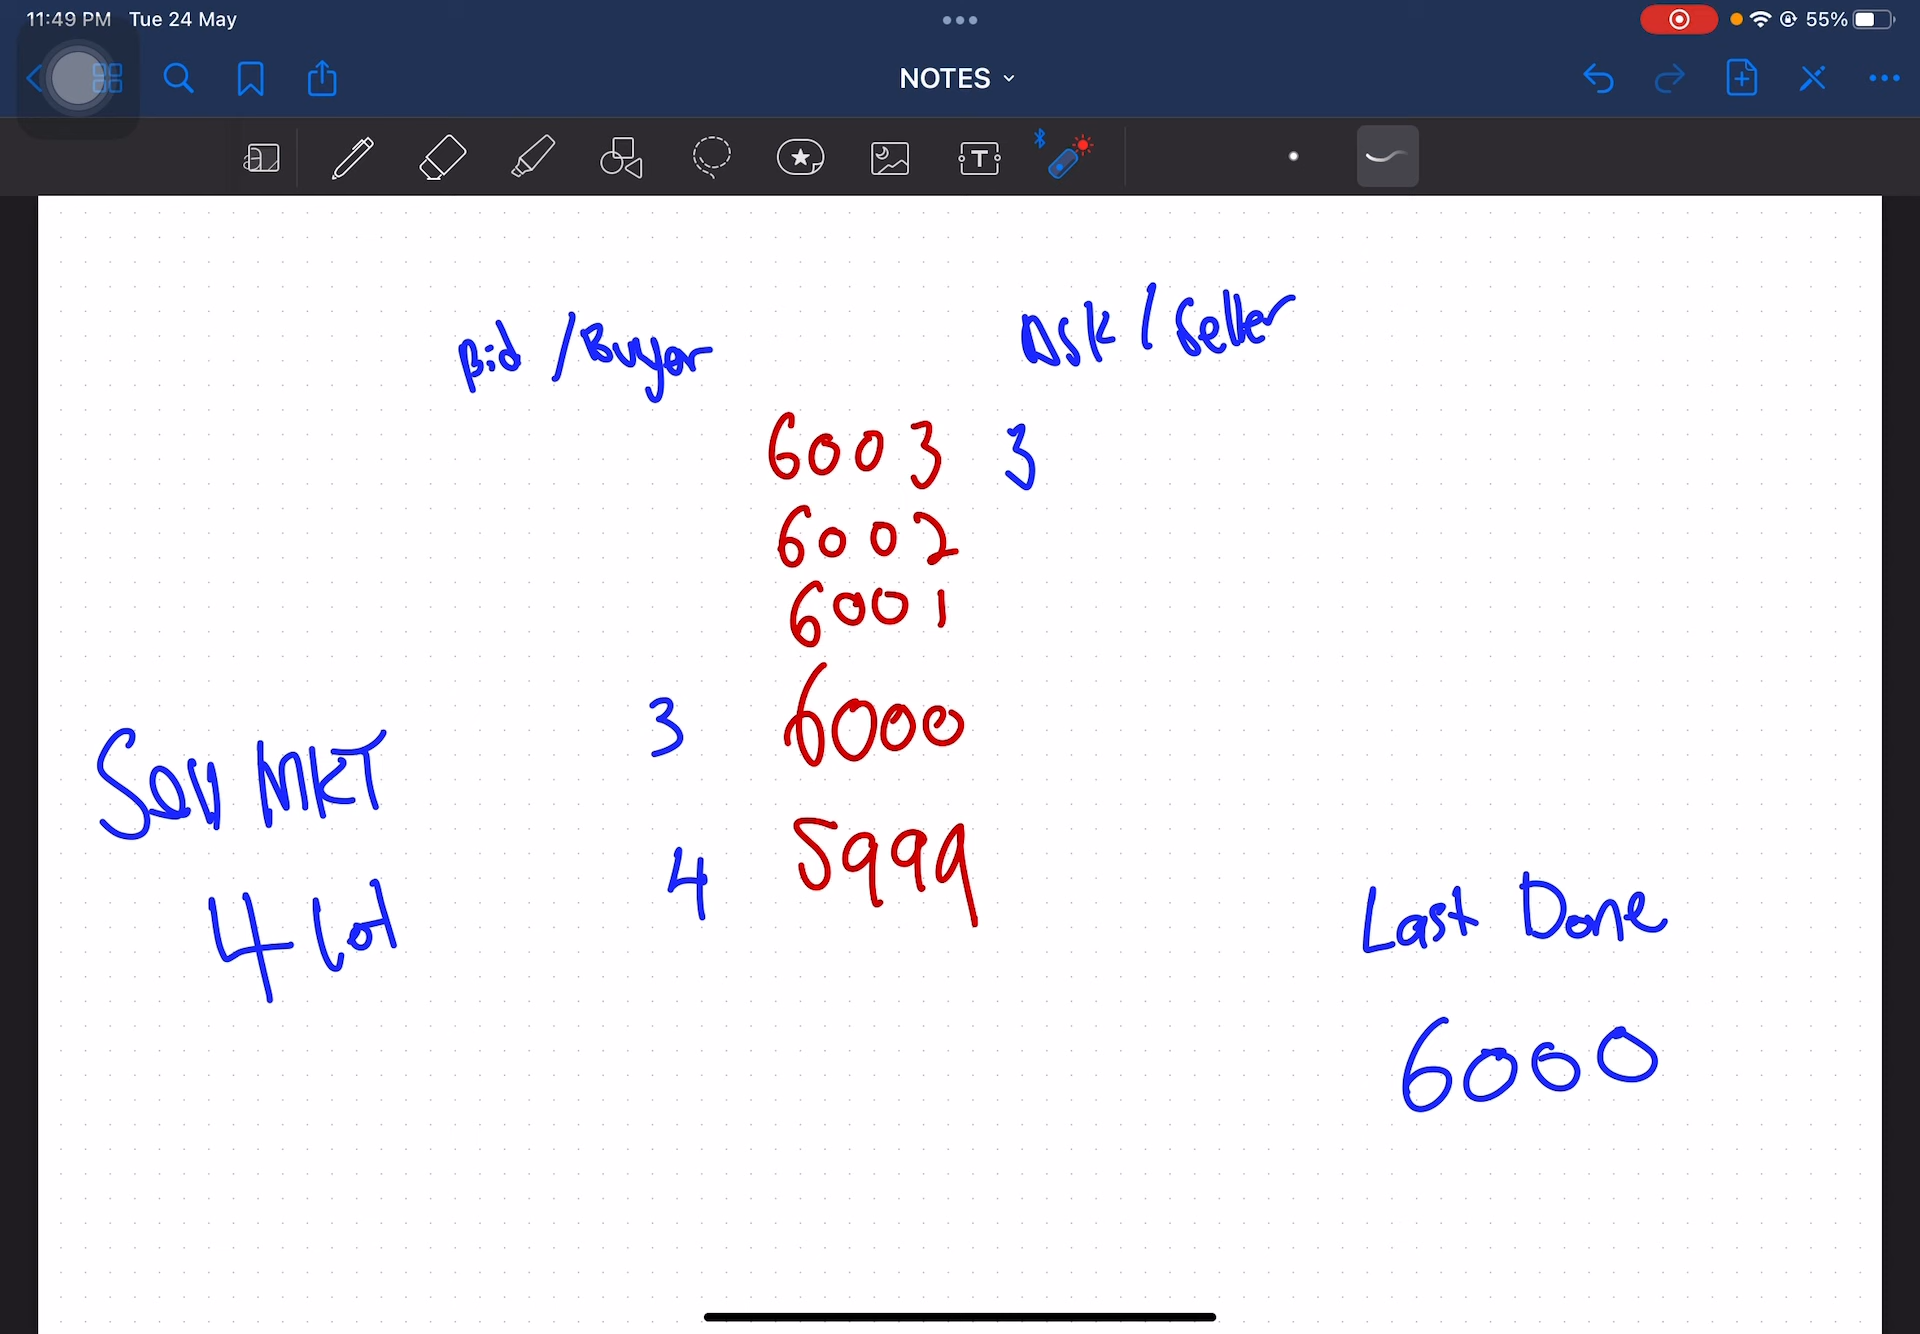 11:49 PM Tue 24 May
55%
NOTES
Bid / Buyer
Ask / Seller
6003 3
6002
6001
3 6000
MKT
4 5999
4 lot
Last Done
6000